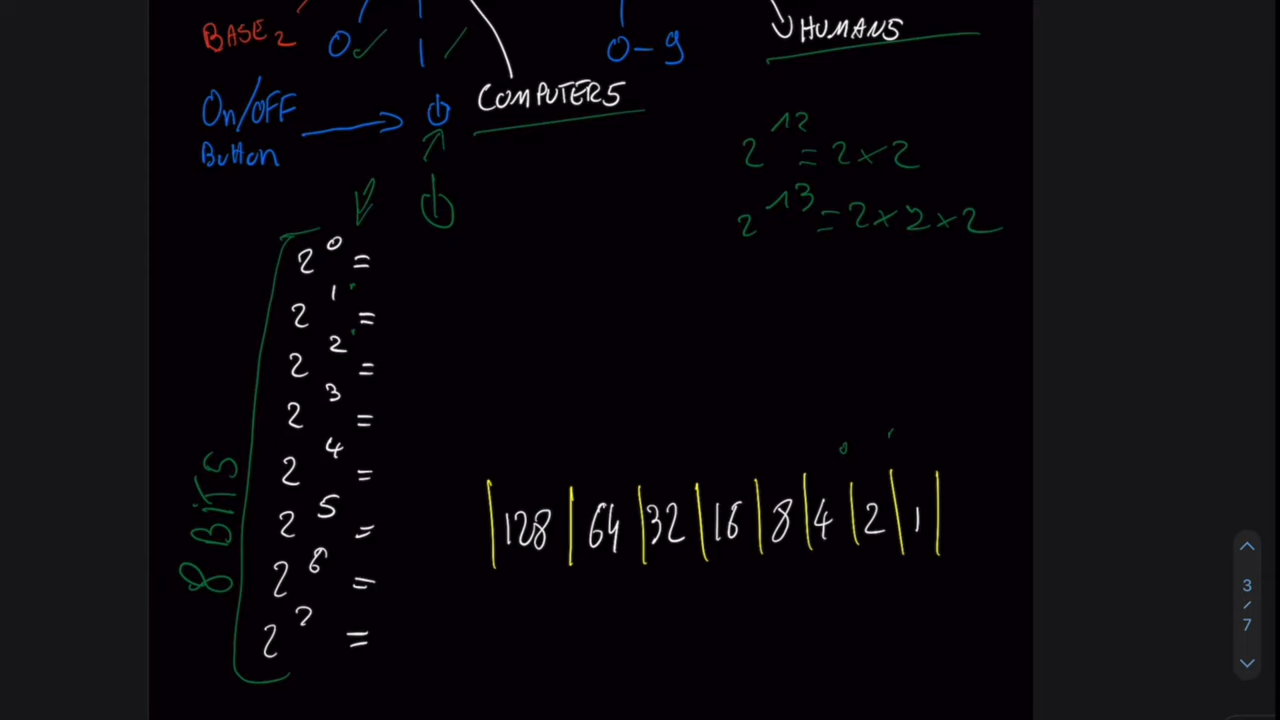 BASE 2
0 1
0-9
HUMANS
COMPUTERS
On/OFF
Button
2^12 = 2 x 2
2^13 = 2 x 2 x 2
2^0 =
2^1 =
2^2 =
2^3 =
2^4 =
2^5 =
2^6 =
2^7 =
8 BITS
|128|64|32|16|8|4|2|1|
3
/
7